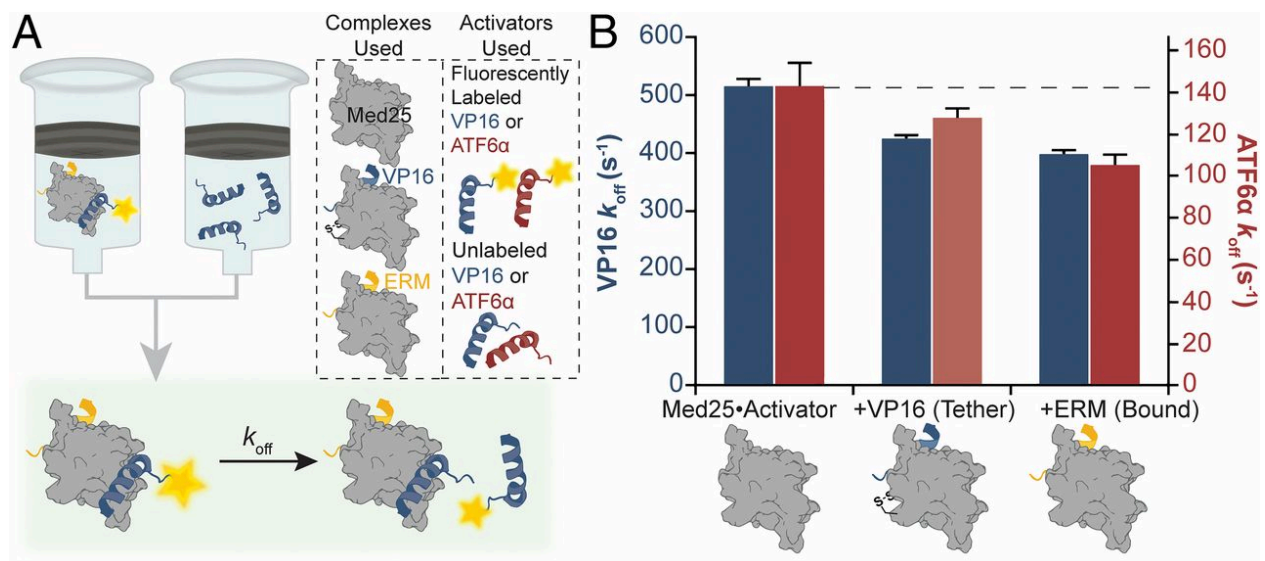 A
Complexes
Used
Activators
Used
Med25
VP16
S-S
ERM
Fluorescently
Labeled
VP16 or
ATF6α
Unlabeled
VP16 or
ATF6α
koff
B
VP16 koff (s-1)
600
500
400
300
200
100
0
160
140
120
100
80
60
40
20
0
ATF6α koff (s-1)
Med25•Activator
+VP16 (Tether)
+ERM (Bound)
S-S